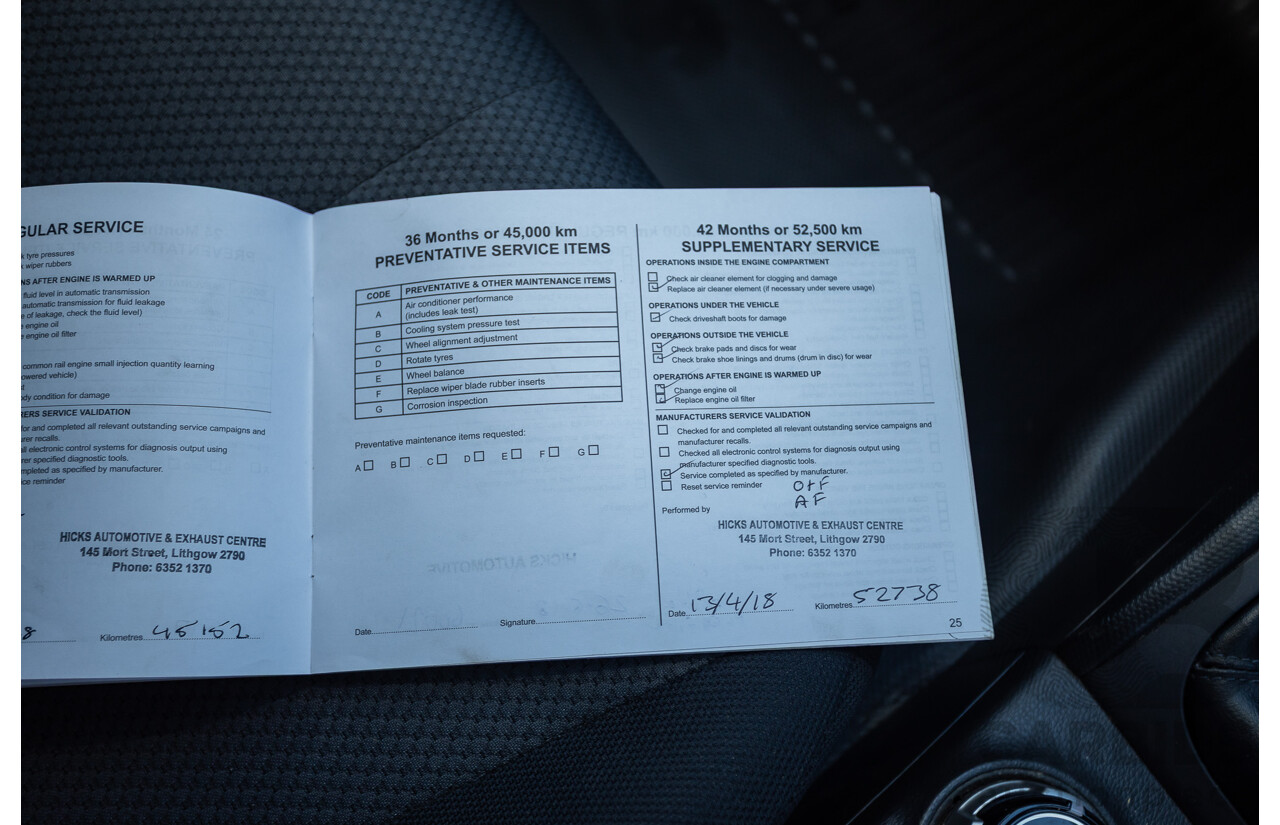 GULAR SERVICE
k tyre pressures
k wiper rubbers
NS AFTER ENGINE IS WARMED UP
fluid level in automatic transmission
automatic transmission for fluid leakage
e of leakage, check the fluid level)
e engine oil
e engine oil filter
common rail engine small injection quantity learning
owered vehicle)
dy condition for damage
RERS SERVICE VALIDATION
for and completed all relevant outstanding service campaigns and
rer recalls.
ll electronic control systems for diagnosis output using
rer specified diagnostic tools.
mpleted as specified by manufacturer.
ice reminder
HICKS AUTOMOTIVE & EXHAUST CENTRE
145 Mort Street, Lithgow 2790
Phone: 6352 1370
8
Kilometres 45152
36 Months or 45,000 km
PREVENTATIVE SERVICE ITEMS
CODE PREVENTATIVE & OTHER MAINTENANCE ITEMS
A Air conditioner performance
(includes leak test)
B Cooling system pressure test
C Wheel alignment adjustment
D Rotate tyres
E Wheel balance
F Replace wiper blade rubber inserts
G Corrosion inspection
Preventative maintenance items requested:
A B C D E F G
Date Signature
42 Months or 52,500 km
SUPPLEMENTARY SERVICE
OPERATIONS INSIDE THE ENGINE COMPARTMENT
Check air cleaner element for clogging and damage
Replace air cleaner element (if necessary under severe usage)
OPERATIONS UNDER THE VEHICLE
Check driveshaft boots for damage
OPERATIONS OUTSIDE THE VEHICLE
Check brake pads and discs for wear
Check brake shoe linings and drums (drum in disc) for wear
OPERATIONS AFTER ENGINE IS WARMED UP
Change engine oil
Replace engine oil filter
MANUFACTURERS SERVICE VALIDATION
Checked for and completed all relevant outstanding service campaigns and
manufacturer recalls.
Checked all electronic control systems for diagnosis output using
manufacturer specified diagnostic tools.
Service completed as specified by manufacturer.
Reset service reminder
O+F
AF
Performed by
HICKS AUTOMOTIVE & EXHAUST CENTRE
145 Mort Street, Lithgow 2790
Phone: 6352 1370
Date 13/4/18 Kilometres 52738
25